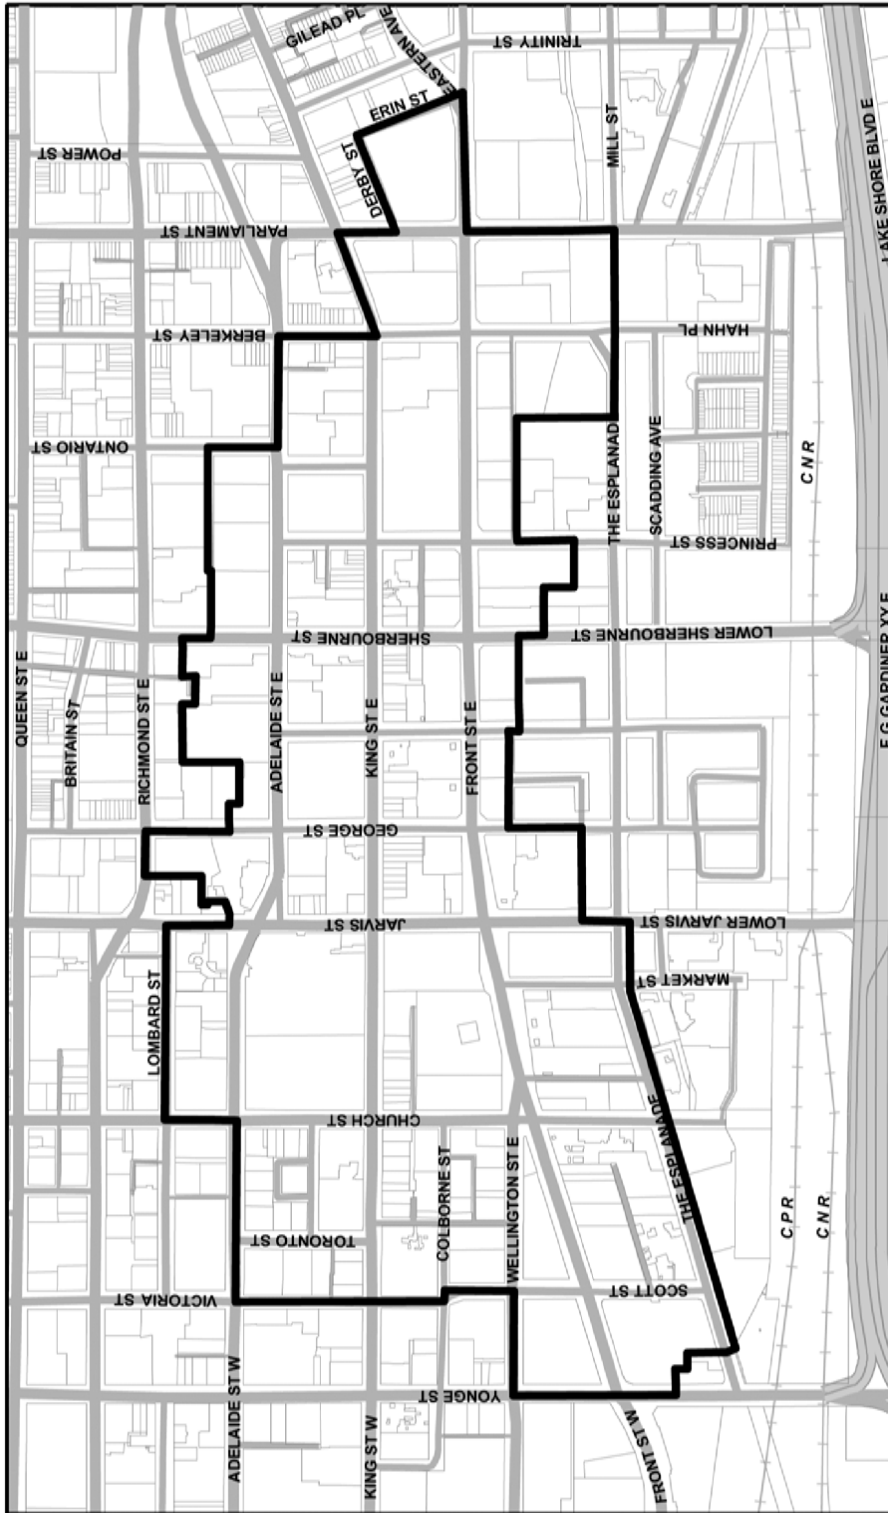 GILEAD PL
EASTERN AVE
TRINITY ST
ERIN ST
MILL ST
LAKE SHORE BLVD E
POWER ST
DERBY ST
PARLIAMENT ST
BERKELEY ST
HAHN PL
ONTARIO ST
THE ESPLANAD
SCADDING AVE
C N R
PRINCESS ST
SHERBOURNE ST
LOWER SHERBOURNE ST
QUEEN ST E
BRITAIN ST
RICHMOND ST E
ADELAIDE ST E
KING ST E
FRONT ST E
F G GARDINER XY E
GEORGE ST
JARVIS ST
LOWER JARVIS ST
LOMBARD ST
MARKET ST
CHURCH ST
THE ESPLANADE
COLBORNE ST
WELLINGTON ST E
TORONTO ST
C P R
C N R
VICTORIA ST
SCOTT ST
YONGE ST
ADELAIDE ST W
KING ST W
FRONT ST W